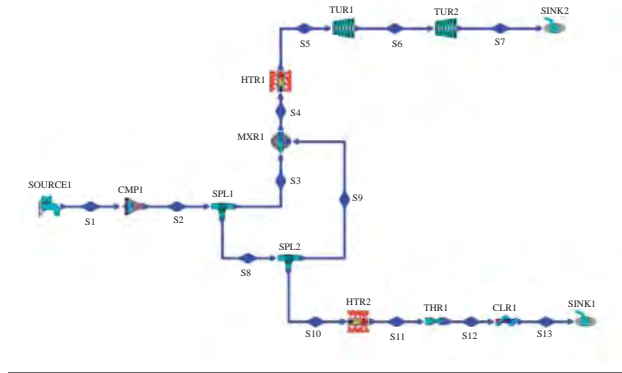 TUR1
TUR2
SINK2
S5
S6
S7
HTR1
S4
MXR1
S3
S9
SOURCE1
CMP1
SPL1
S1
S2
SPL2
S8
HTR2
THR1
CLR1
SINK1
S10
S11
S12
S13